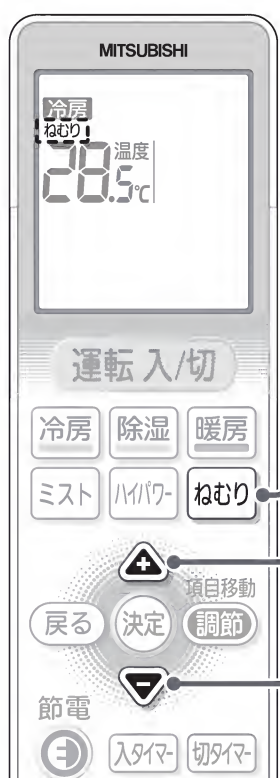 MITSUBISHI
冷房
ねむり
温度
28.5℃
運転 入/切
冷房 除湿 暖房
ミスト ハイパワー ねむり
+
項目移動
戻る 決定 調節
-
節電
入タイマー 切タイマー